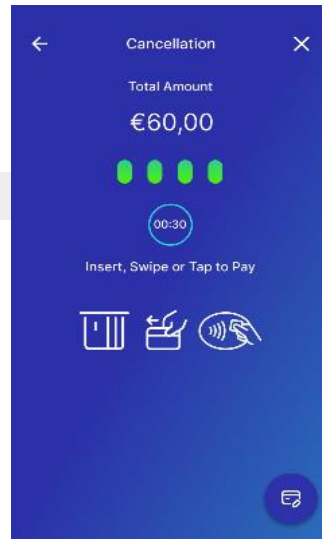 Cancellation
Total Amount
€60,00
00:30
Insert, Swipe or Tap to Pay